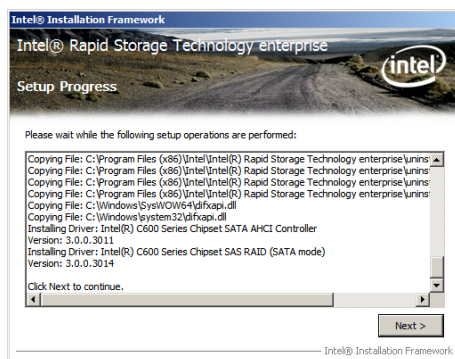 Intel® Installation Framework
Intel® Rapid Storage Technology enterprise
intel
Setup Progress
Please wait while the following setup operations are performed:
Copying File: C:\Program Files (x86)\Intel\Intel(R) Rapid Storage Technology enterprise\unins
Copying File: C:\Program Files (x86)\Intel\Intel(R) Rapid Storage Technology enterprise\unins
Copying File: C:\Program Files (x86)\Intel\Intel(R) Rapid Storage Technology enterprise\unins
Copying File: C:\Program Files (x86)\Intel\Intel(R) Rapid Storage Technology enterprise\unins
Copying File: C:\Windows\SysWOW64\difxapi.dll
Copying File: C:\Windows\system32\difxapi.dll
Installing Driver: Intel(R) C600 Series Chipset SATA AHCI Controller
Version: 3.0.0.3011
Installing Driver: Intel(R) C600 Series Chipset SAS RAID (SATA mode)
Version: 3.0.0.3014
Click Next to continue.
Next >
Intel® Installation Framework